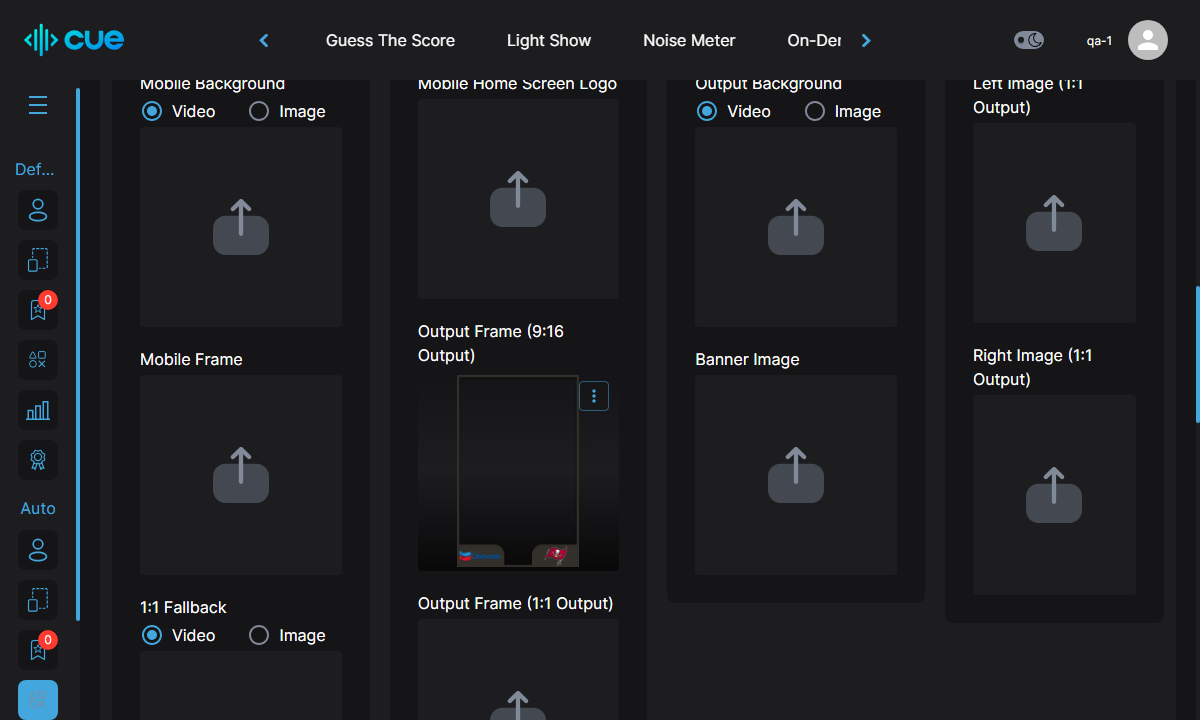 cue
Guess The Score
Light Show
Noise Meter
On-Der
qa-1
Def...
0
Auto
0
Mobile Background
Video
Image
Mobile Frame
1:1 Fallback
Video
Image
Mobile Home Screen Logo
Output Frame (9:16
Output)
Output Frame (1:1 Output)
Output Background
Video
Image
Banner Image
Left Image (1:1
Output)
Right Image (1:1
Output)